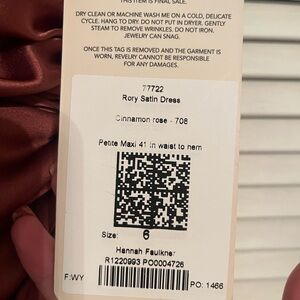 THIS ITEM IS FINAL SALE.
DRY CLEAN OR MACHINE WASH ME ON A COLD, DELICATE
CYCLE. HANG TO DRY. DO NOT PUT IN DRYER. GENTLY
STEAM TO REMOVE WRINKLES. DO NOT IRON.
JEWELRY CAN SNAG.
ONCE THIS TAG IS REMOVED AND THE GARMENT IS
WORN, REVELRY CANNOT BE RESPONSIBLE
FOR ANY DAMAGES.
77722
Rory Satin Dress
Cinnamon rose - 708
Petite Maxi 41 in waist to hem
Size: 6
Hannah Faulkner
R1220993 PO0004726
F:WY
PO: 1466